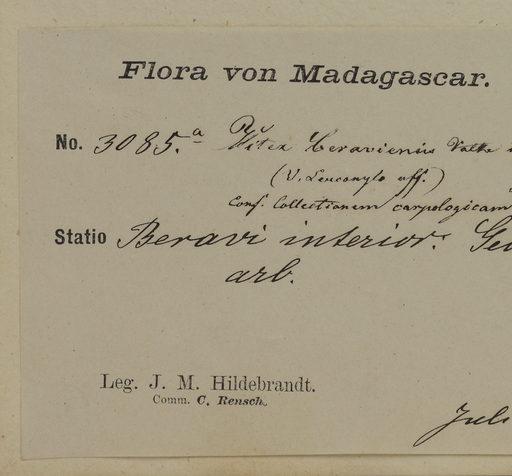 Flora von Madagascar.
No. 3085.a Vitex beraviensis Vatke
(V. Leucoxylo aff.)
Conf. Collectionem carpologicam
Statio Beravi interior.
arb.
Leg. J. M. Hildebrandt.
Comm. C. Rensch.